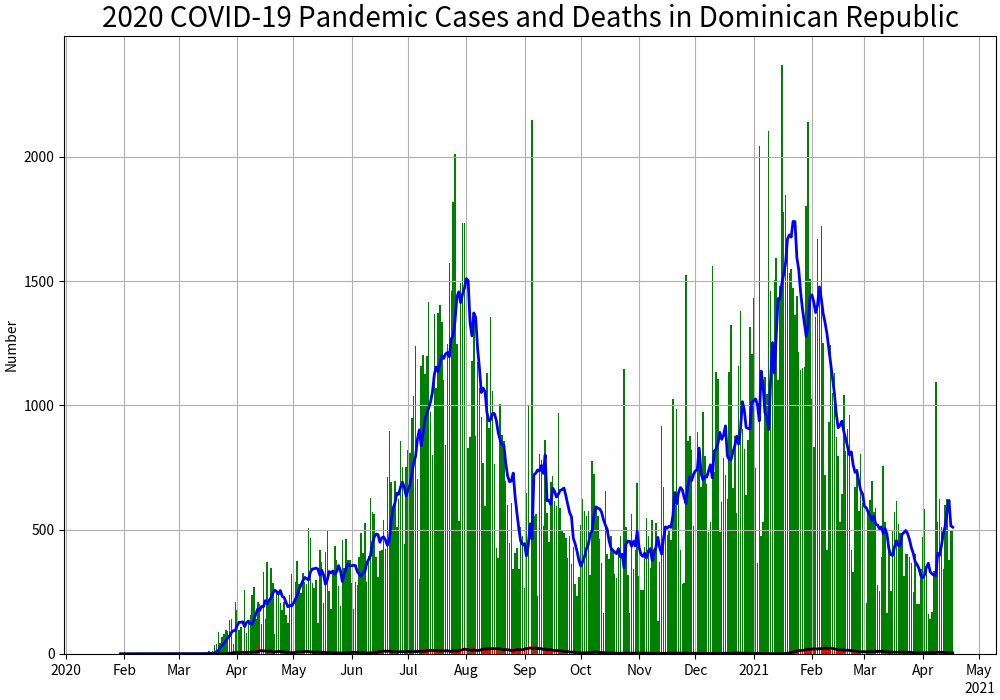 2020 COVID-19 Pandemic Cases and Deaths in Dominican Republic
Number
2000
1500
1000
500
0
2020 Feb Mar Apr May Jun Jul Aug Sep Oct Nov Dec 2021 Feb Mar Apr May
2021